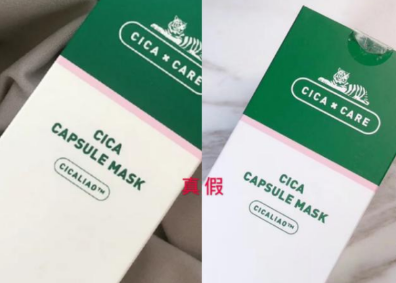 CICA ✖ CARE
CICA
CAPSULE MASK
CICALIAO™
真 假
CICA ✖ CARE
CICA
CAPSULE MASK
CICALIAO™